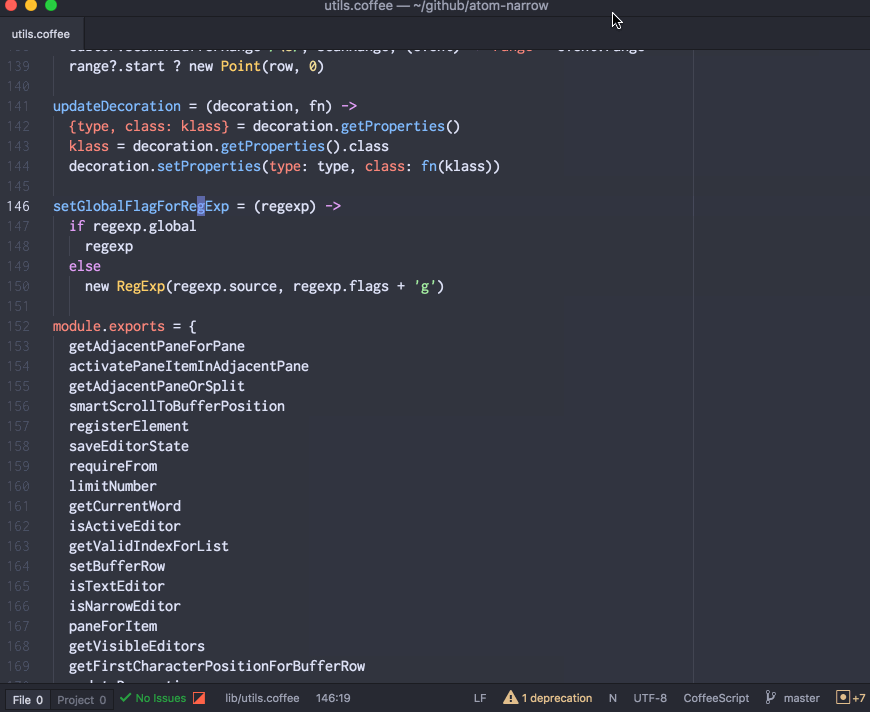 utils.coffee — ~/github/atom-narrow
utils.coffee
139 range?.start ? new Point(row, 0)
140
141 updateDecoration = (decoration, fn) ->
142 {type, class: klass} = decoration.getProperties()
143 klass = decoration.getProperties().class
144 decoration.setProperties(type: type, class: fn(klass))
145
146 setGlobalFlagForRegExp = (regexp) ->
147 if regexp.global
148 regexp
149 else
150 new RegExp(regexp.source, regexp.flags + 'g')
151
152 module.exports = {
153 getAdjacentPaneForPane
154 activatePaneItemInAdjacentPane
155 getAdjacentPaneOrSplit
156 smartScrollToBufferPosition
157 registerElement
158 saveEditorState
159 requireFrom
160 limitNumber
161 getCurrentWord
162 isActiveEditor
163 getValidIndexForList
164 setBufferRow
165 isTextEditor
166 isNarrowEditor
167 paneForItem
168 getVisibleEditors
169 getFirstCharacterPositionForBufferRow
File 0 Project 0 No Issues lib/utils.coffee 146:19 LF 1 deprecation N UTF-8 CoffeeScript master +7